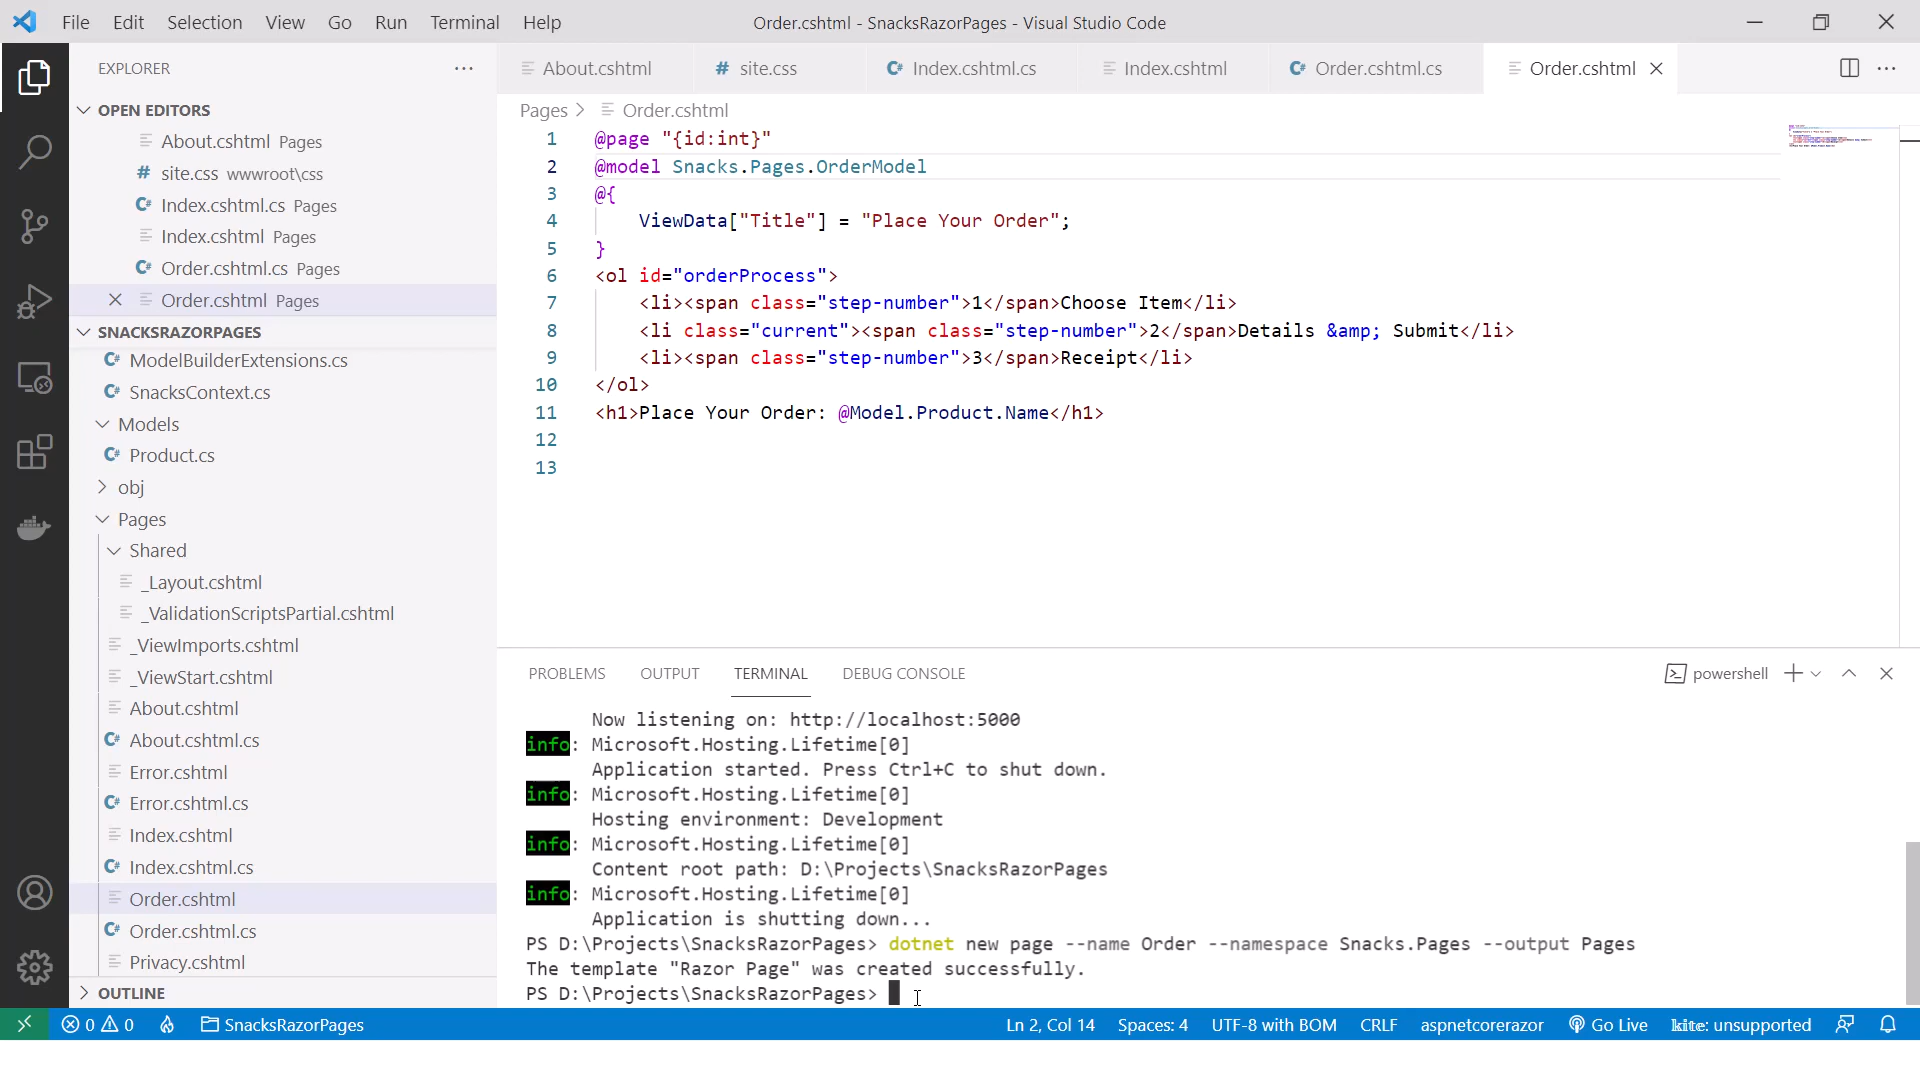 File Edit Selection View Go Run Terminal Help
Order.cshtml - SnacksRazorPages - Visual Studio Code
EXPLORER
OPEN EDITORS
About.cshtml Pages
site.css wwwroot\css
Index.cshtml.cs Pages
Index.cshtml Pages
Order.cshtml.cs Pages
Order.cshtml Pages
SNACKSRAZORPAGES
ModelBuilderExtensions.cs
SnacksContext.cs
Models
Product.cs
obj
Pages
Shared
_Layout.cshtml
_ValidationScriptsPartial.cshtml
_ViewImports.cshtml
_ViewStart.cshtml
About.cshtml
About.cshtml.cs
Error.cshtml
Error.cshtml.cs
Index.cshtml
Index.cshtml.cs
Order.cshtml
Order.cshtml.cs
Privacy.cshtml
OUTLINE
About.cshtml
site.css
Index.cshtml.cs
Index.cshtml
Order.cshtml.cs
Order.cshtml
Pages > Order.cshtml
1 @page "{id:int}"
2 @model Snacks.Pages.OrderModel
3 @{
4 ViewData["Title"] = "Place Your Order";
5 }
6 <ol id="orderProcess">
7 <li><span class="step-number">1</span>Choose Item</li>
8 <li class="current"><span class="step-number">2</span>Details &amp; Submit</li>
9 <li><span class="step-number">3</span>Receipt</li>
10 </ol>
11 <h1>Place Your Order: @Model.Product.Name</h1>
12
13
PROBLEMS OUTPUT TERMINAL DEBUG CONSOLE
powershell
Now listening on: http://localhost:5000
info: Microsoft.Hosting.Lifetime[0]
Application started. Press Ctrl+C to shut down.
info: Microsoft.Hosting.Lifetime[0]
Hosting environment: Development
info: Microsoft.Hosting.Lifetime[0]
Content root path: D:\Projects\SnacksRazorPages
info: Microsoft.Hosting.Lifetime[0]
Application is shutting down...
PS D:\Projects\SnacksRazorPages> dotnet new page --name Order --namespace Snacks.Pages --output Pages
The template "Razor Page" was created successfully.
PS D:\Projects\SnacksRazorPages>
0 0 SnacksRazorPages
Ln 2, Col 14 Spaces: 4 UTF-8 with BOM CRLF aspnetcorerazor Go Live kite: unsupported